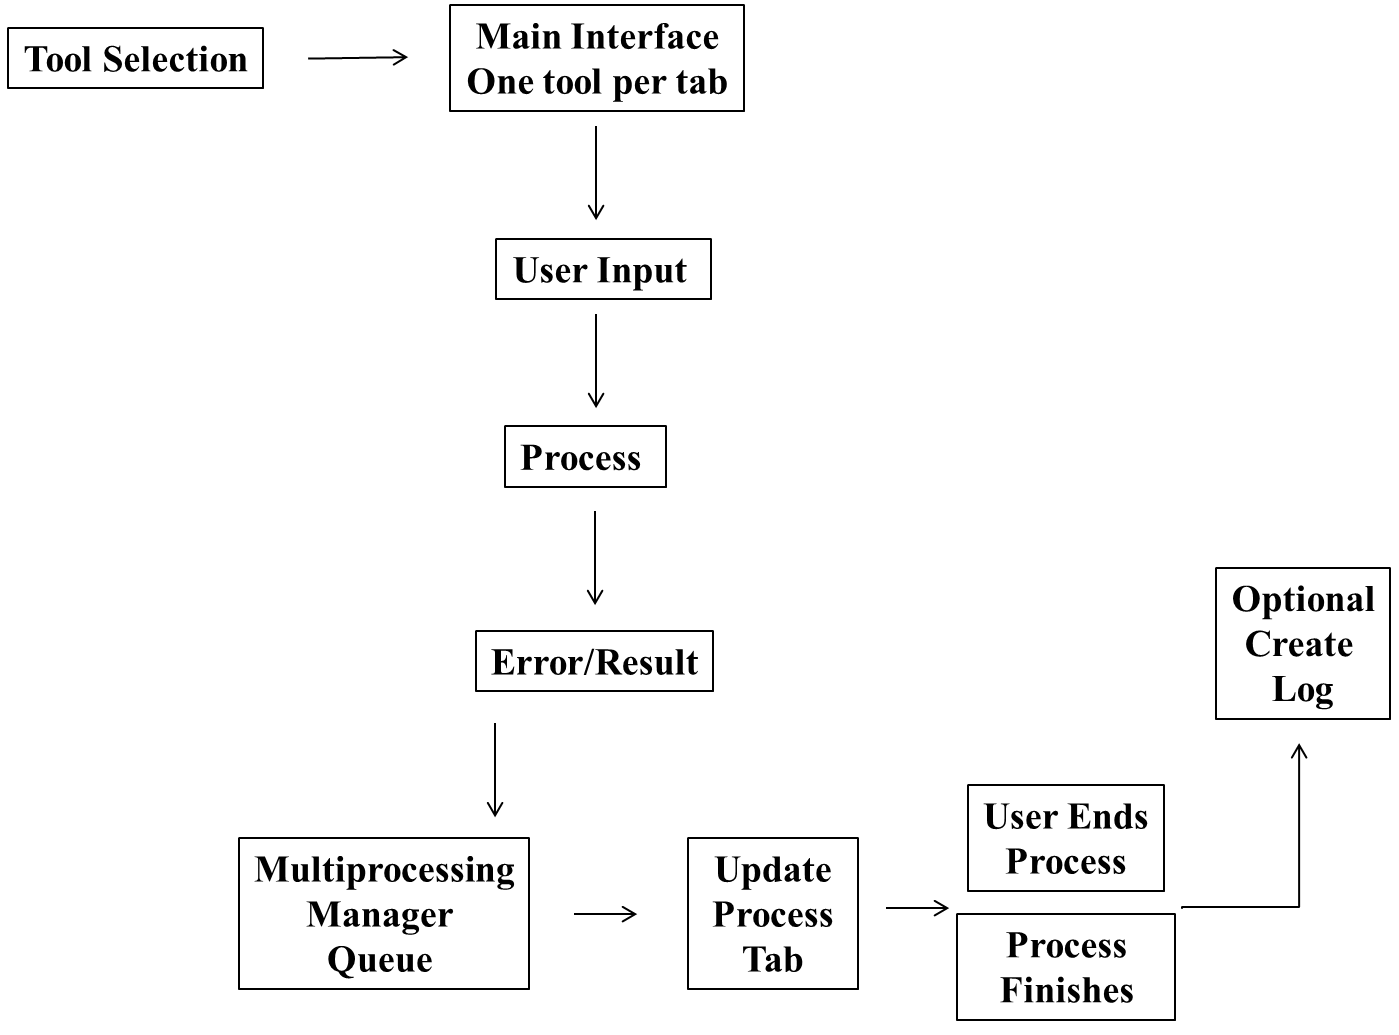 Tool Selection
Main Interface
One tool per tab
User Input
Process
Error/Result
Multiprocessing
Manager
Queue
Update
Process
Tab
User Ends
Process
Process
Finishes
Optional
Create
Log